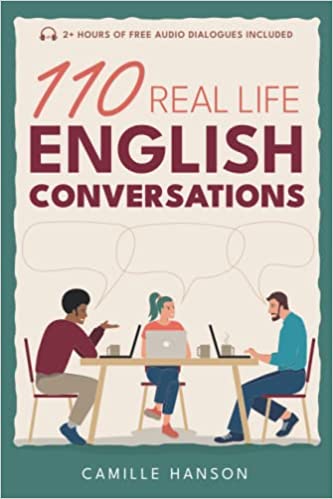 2+ HOURS OF FREE AUDIO DIALOGUES INCLUDED
110 REAL LIFE
ENGLISH
CONVERSATIONS
CAMILLE HANSON